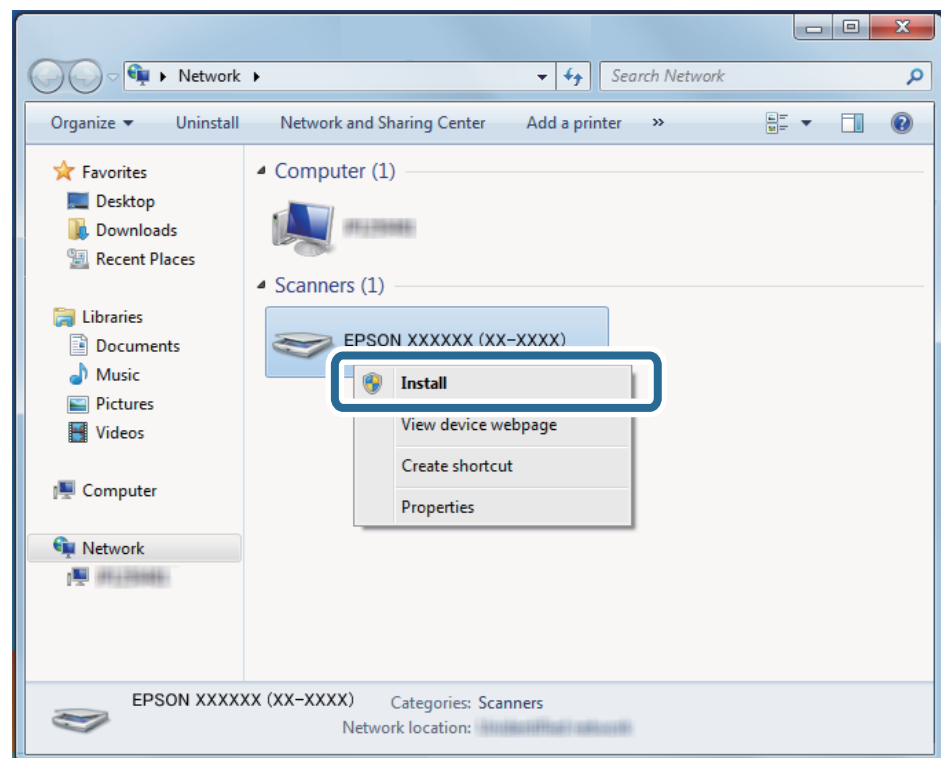 Network
Search Network
Organize Uninstall Network and Sharing Center Add a printer »
Favorites
Desktop
Downloads
Recent Places
Libraries
Documents
Music
Pictures
Videos
Computer
Network
Computer (1)
Scanners (1)
EPSON XXXXXX (XX-XXXX)
Install
View device webpage
Create shortcut
Properties
EPSON XXXXXX (XX-XXXX) Categories: Scanners
Network location: